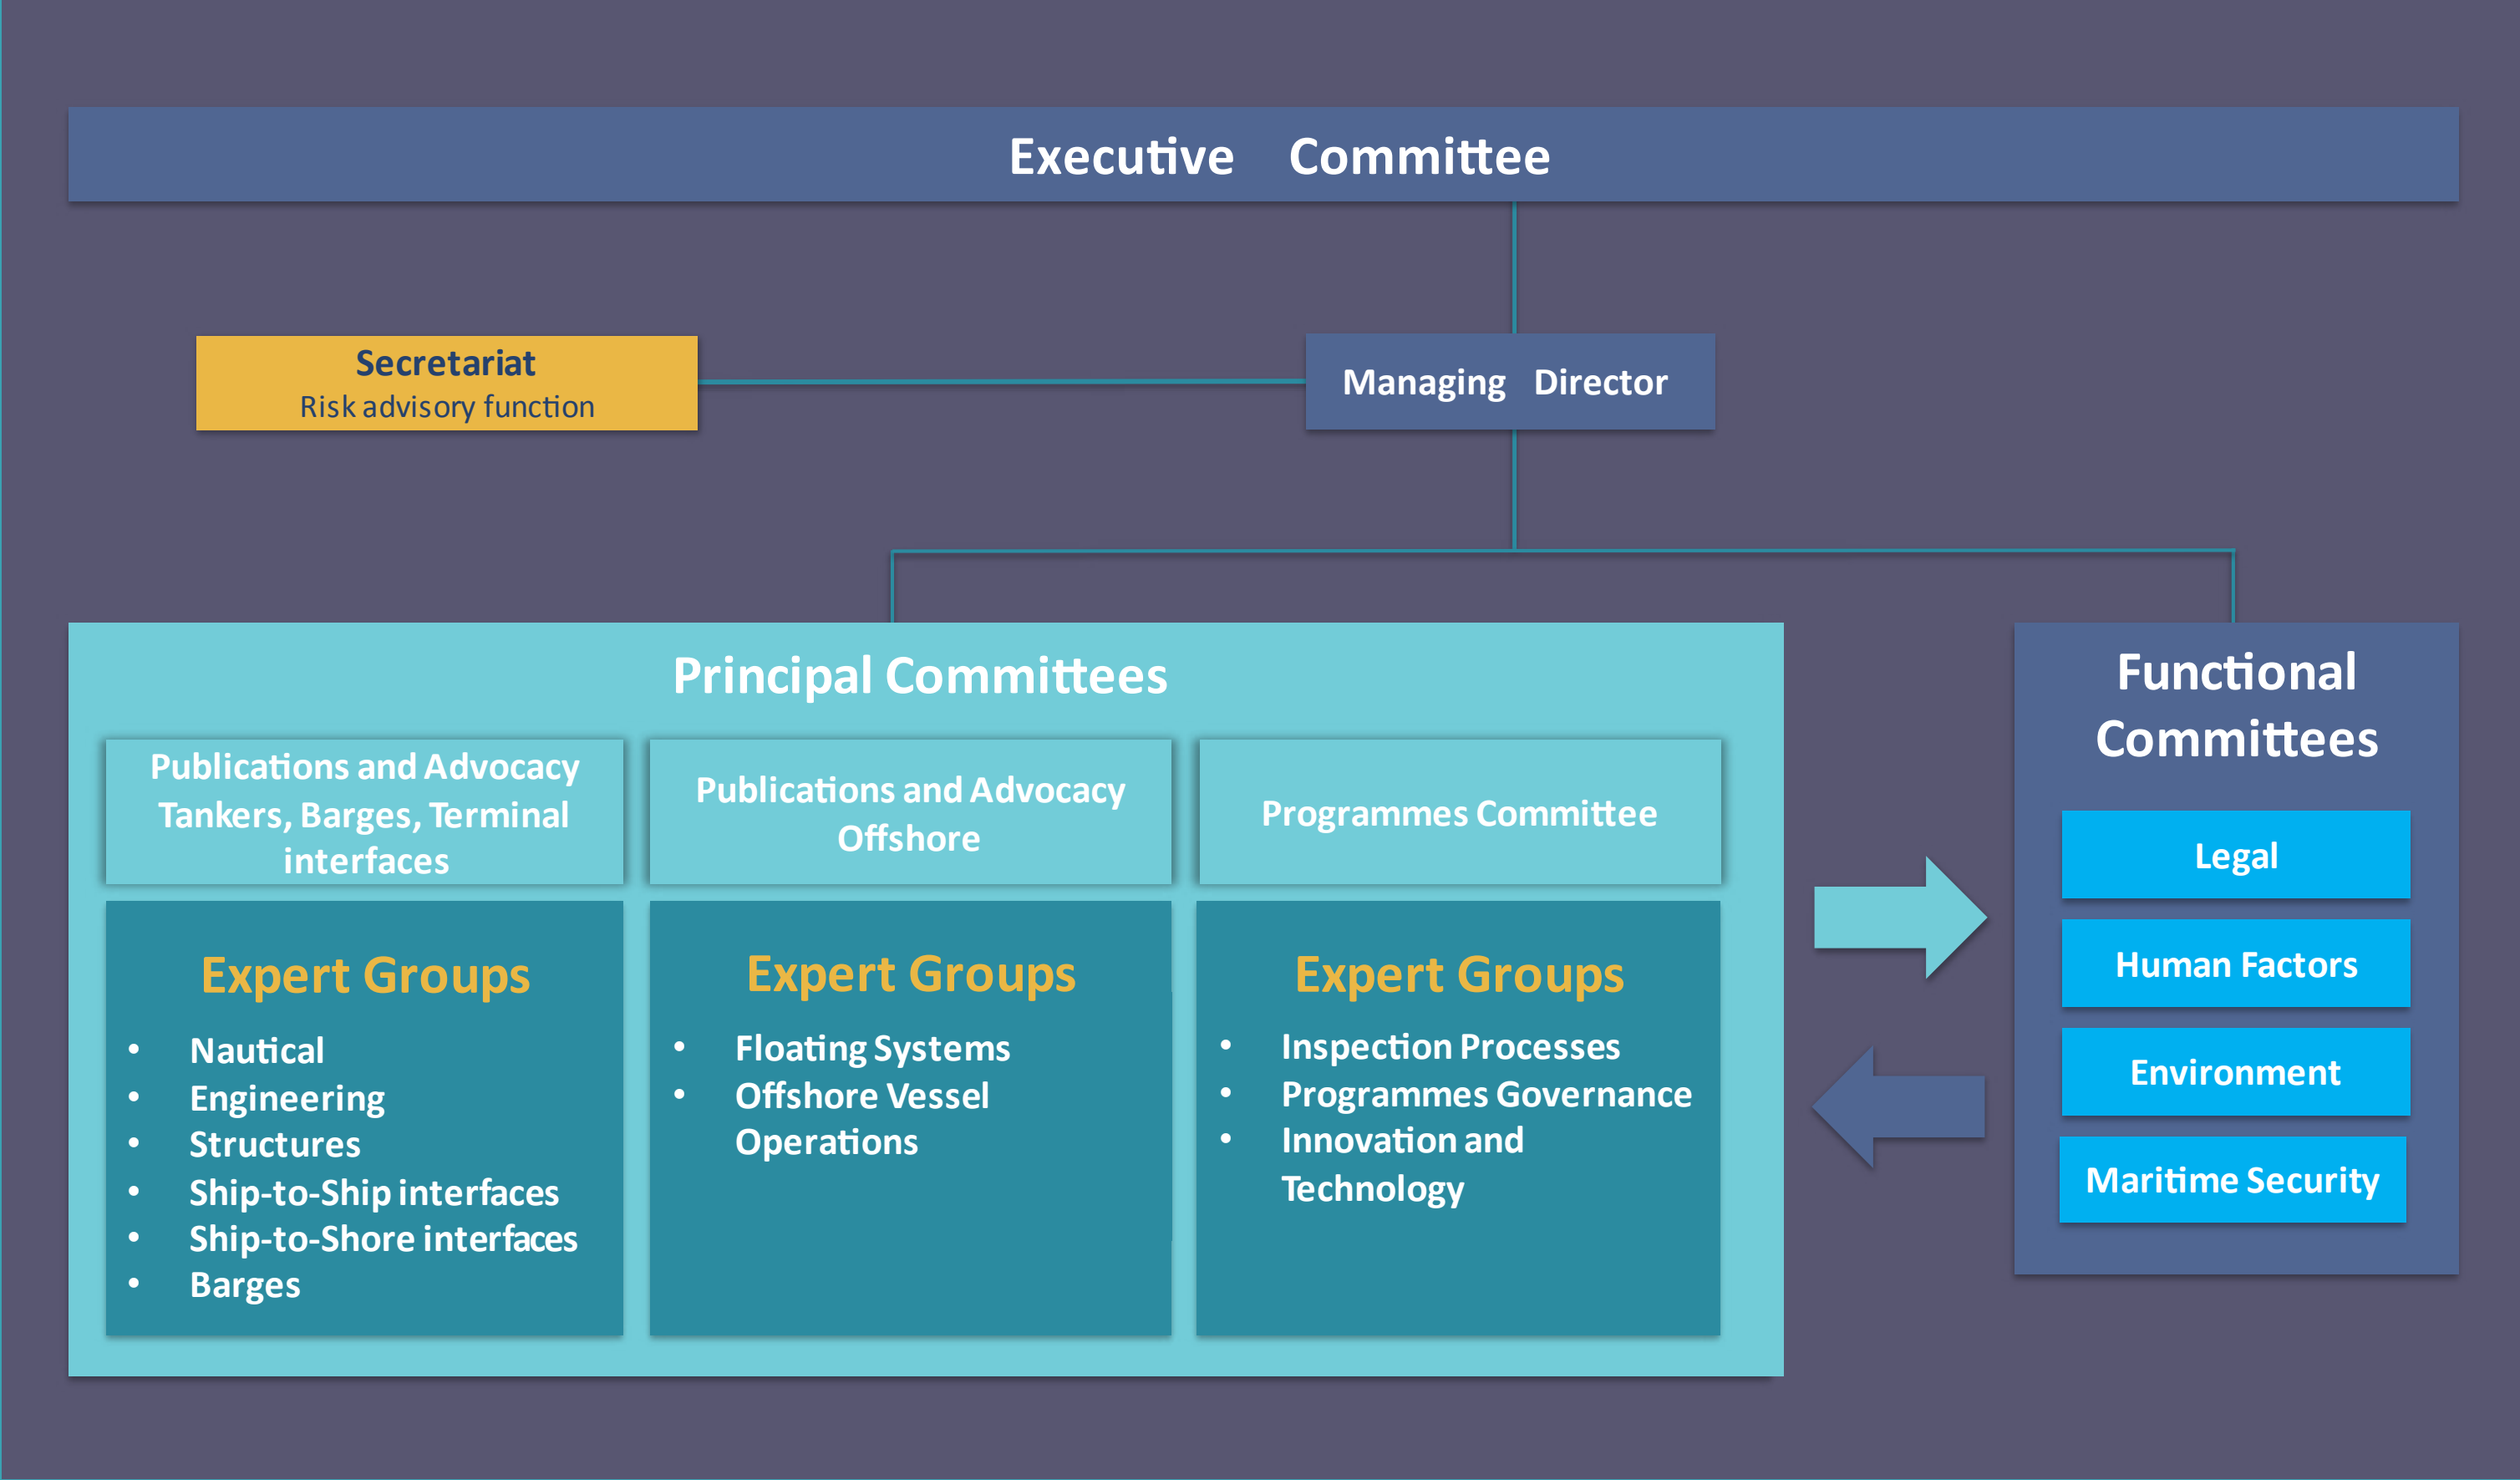 Executive Committee
Secretariat
Risk advisory function
Managing Director
Principal Committees
Publications and Advocacy
Tankers, Barges, Terminal
interfaces
Publications and Advocacy
Offshore
Programmes Committee
Expert Groups
• Nautical
• Engineering
• Structures
• Ship-to-Ship interfaces
• Ship-to-Shore interfaces
• Barges
Expert Groups
• Floating Systems
• Offshore Vessel
Operations
Expert Groups
• Inspection Processes
• Programmes Governance
• Innovation and
Technology
Functional
Committees
Legal
Human Factors
Environment
Maritime Security